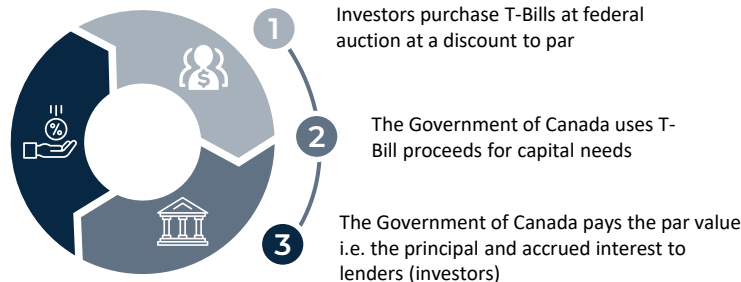 1
Investors purchase T-Bills at federal
auction at a discount to par
$
%
2
The Government of Canada uses T-
Bill proceeds for capital needs
3
The Government of Canada pays the par value
i.e. the principal and accrued interest to
lenders (investors)